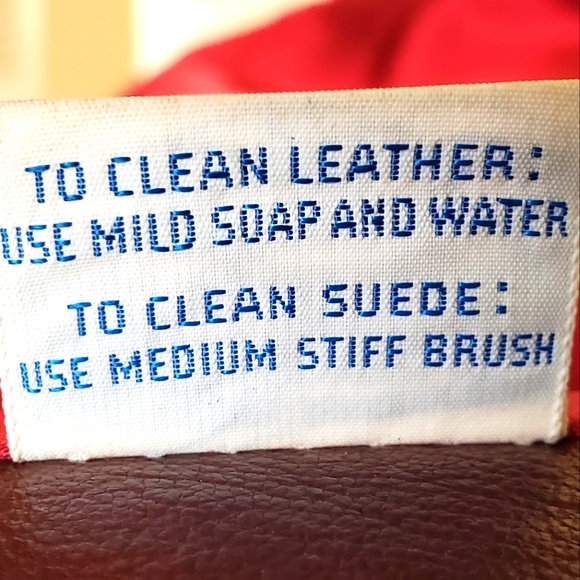 TO CLEAN LEATHER:
USE MILD SOAP AND WATER
TO CLEAN SUEDE:
USE MEDIUM STIFF BRUSH